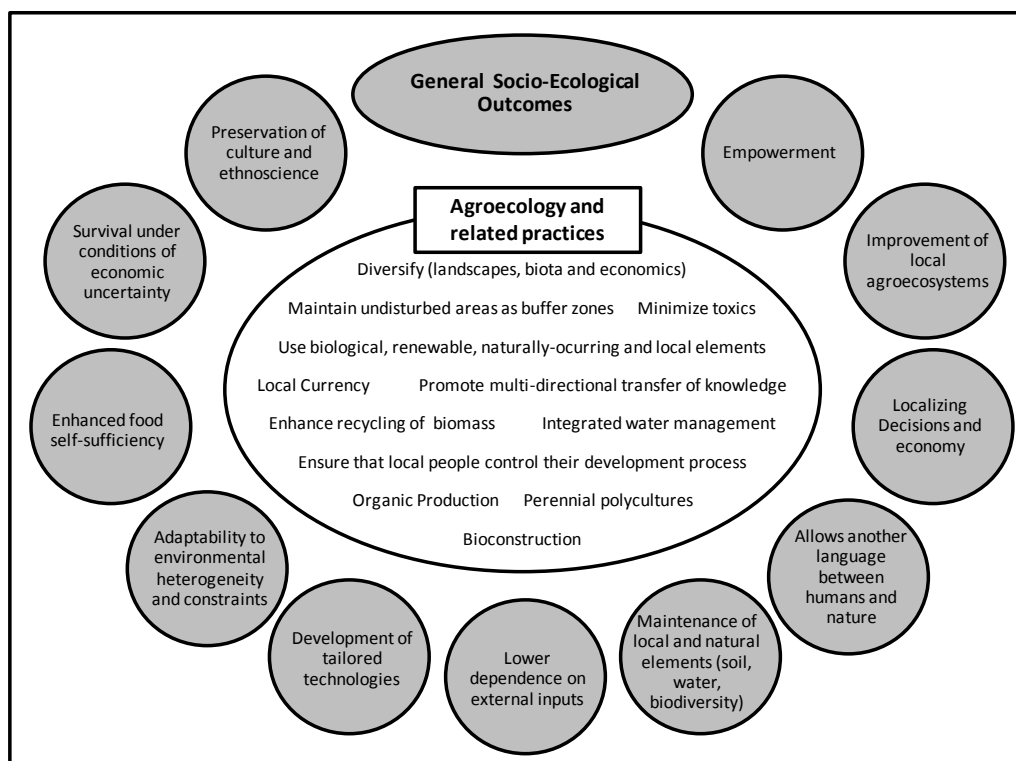 General  Socio-Ecological
Outcomes
Preservation of
culture and
ethnoscience
Empowerment
Survival under
conditions of
economic
uncertainty
Agroecology and
related practices
Improvement of
local
agroecosystems
Diversify (landscapes, biota and economics)
Maintain undisturbed areas as buffer zones    Minimize toxics
Use biological, renewable, naturally-ocurring and local elements
Local Currency    Promote multi-directional transfer of knowledge
Enhance recycling of  biomass    Integrated water management
Ensure that local people control their development process
Organic Production    Perennial polycultures
Bioconstruction
Enhanced food
self-sufficiency
Localizing
Decisions and
economy
Adaptability to
environmental
heterogeneity
and constraints
Allows another
language
between
humans and
nature
Development of
tailored
technologies
Lower
dependence on
external inputs
Maintenance of
local and natural
elements (soil,
water,
biodiversity)